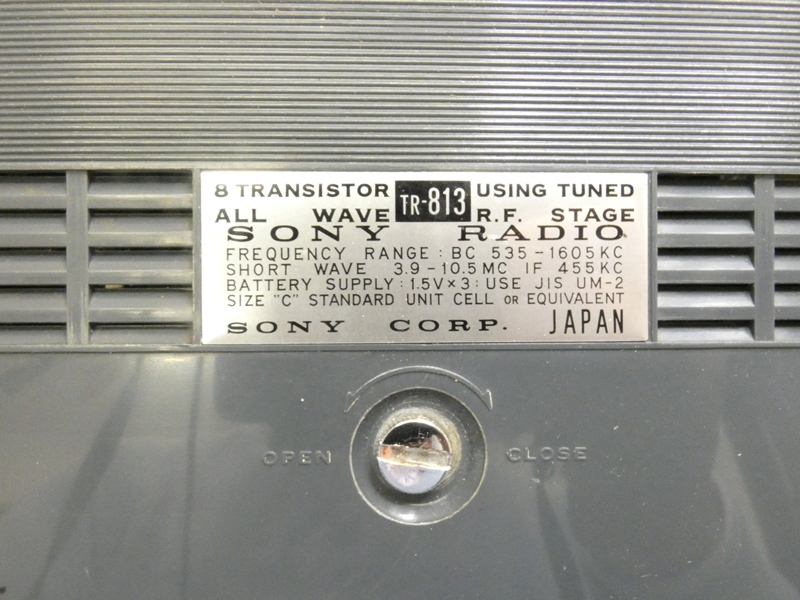 8 TRANSISTOR TR-813 USING TUNED
ALL WAVE R.F. STAGE
SONY RADIO
FREQUENCY RANGE : BC 535-1605KC
SHORT WAVE 3.9-10.5MC IF 455KC
BATTERY SUPPLY : 1.5V×3 : USE JIS UM-2
SIZE "C" STANDARD UNIT CELL OR EQUIVALENT
SONY CORP. JAPAN
OPEN CLOSE